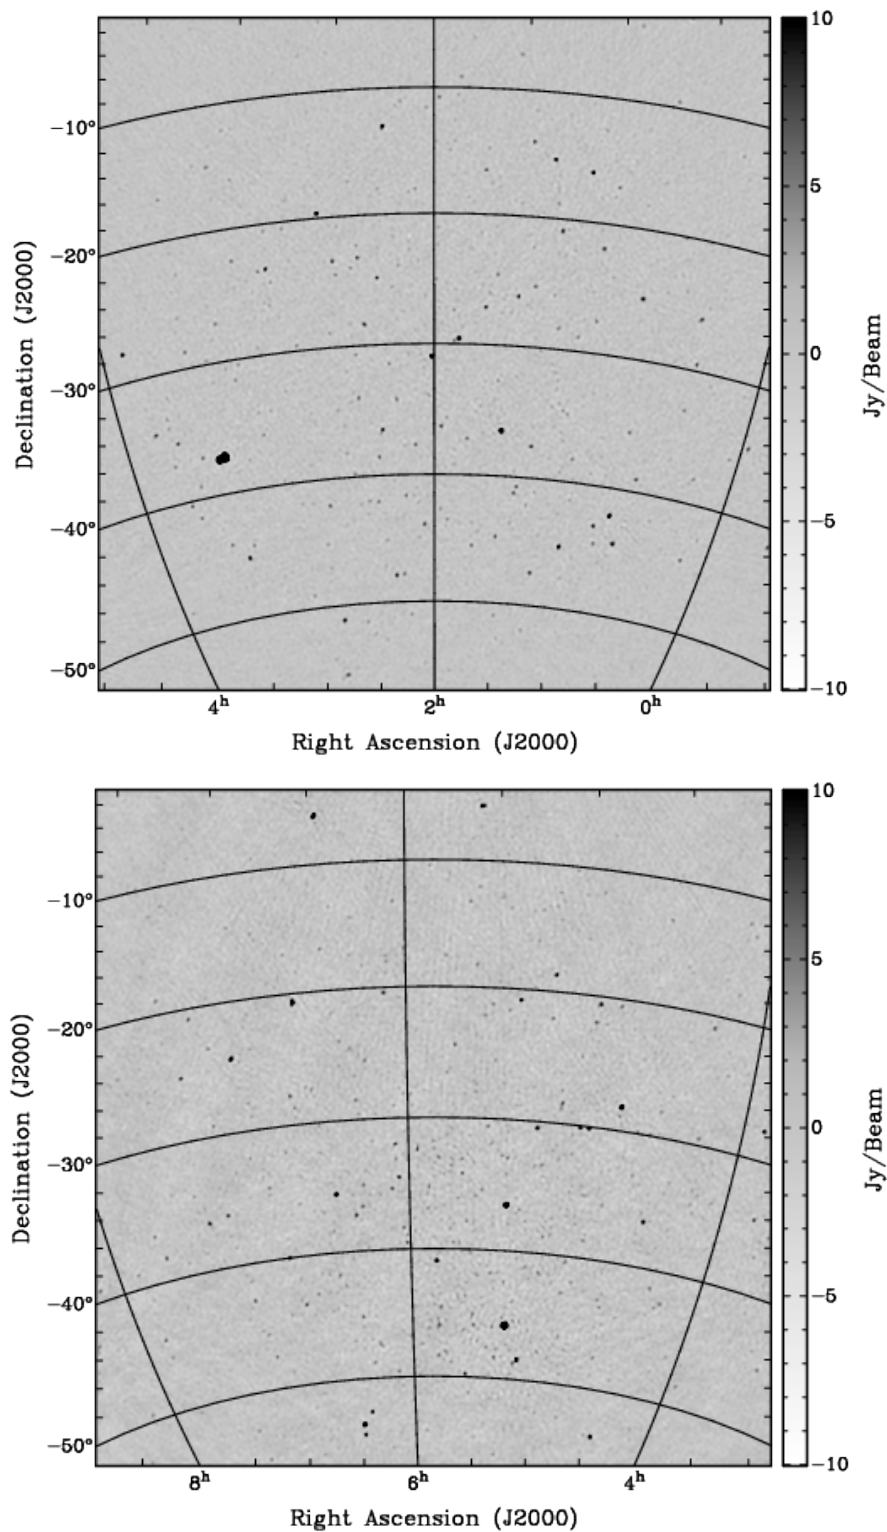 10
−10°
5
−20°
Declination (J2000)
0
Jy/Beam
−30°
−5
−40°
−50°
−10
4ʰ 2ʰ 0ʰ
Right Ascension (J2000)
10
−10°
5
−20°
Declination (J2000)
0
Jy/Beam
−30°
−5
−40°
−50°
−10
8ʰ 6ʰ 4ʰ
Right Ascension (J2000)